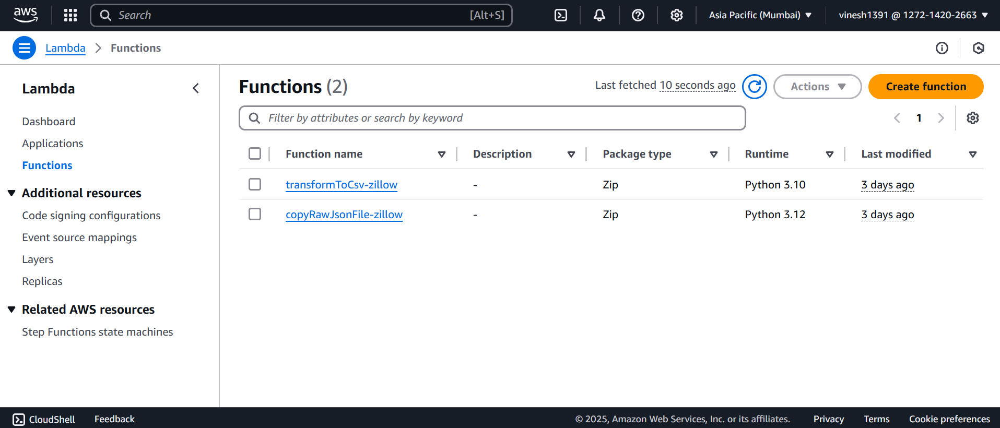 aws Search [Alt+S] Asia Pacific (Mumbai) vinesh1391 @ 1272-1420-2663
Lambda Functions
Lambda
Dashboard
Applications
Functions
Additional resources
Code signing configurations
Event source mappings
Layers
Replicas
Related AWS resources
Step Functions state machines
Functions (2) Last fetched 10 seconds ago Actions Create function
Filter by attributes or search by keyword 1
Function name Description Package type Runtime Last modified
transformToCsv-zillow - Zip Python 3.10 3 days ago
copyRawJsonFile-zillow - Zip Python 3.12 3 days ago
CloudShell Feedback © 2025, Amazon Web Services, Inc. or its affiliates. Privacy Terms Cookie preferences